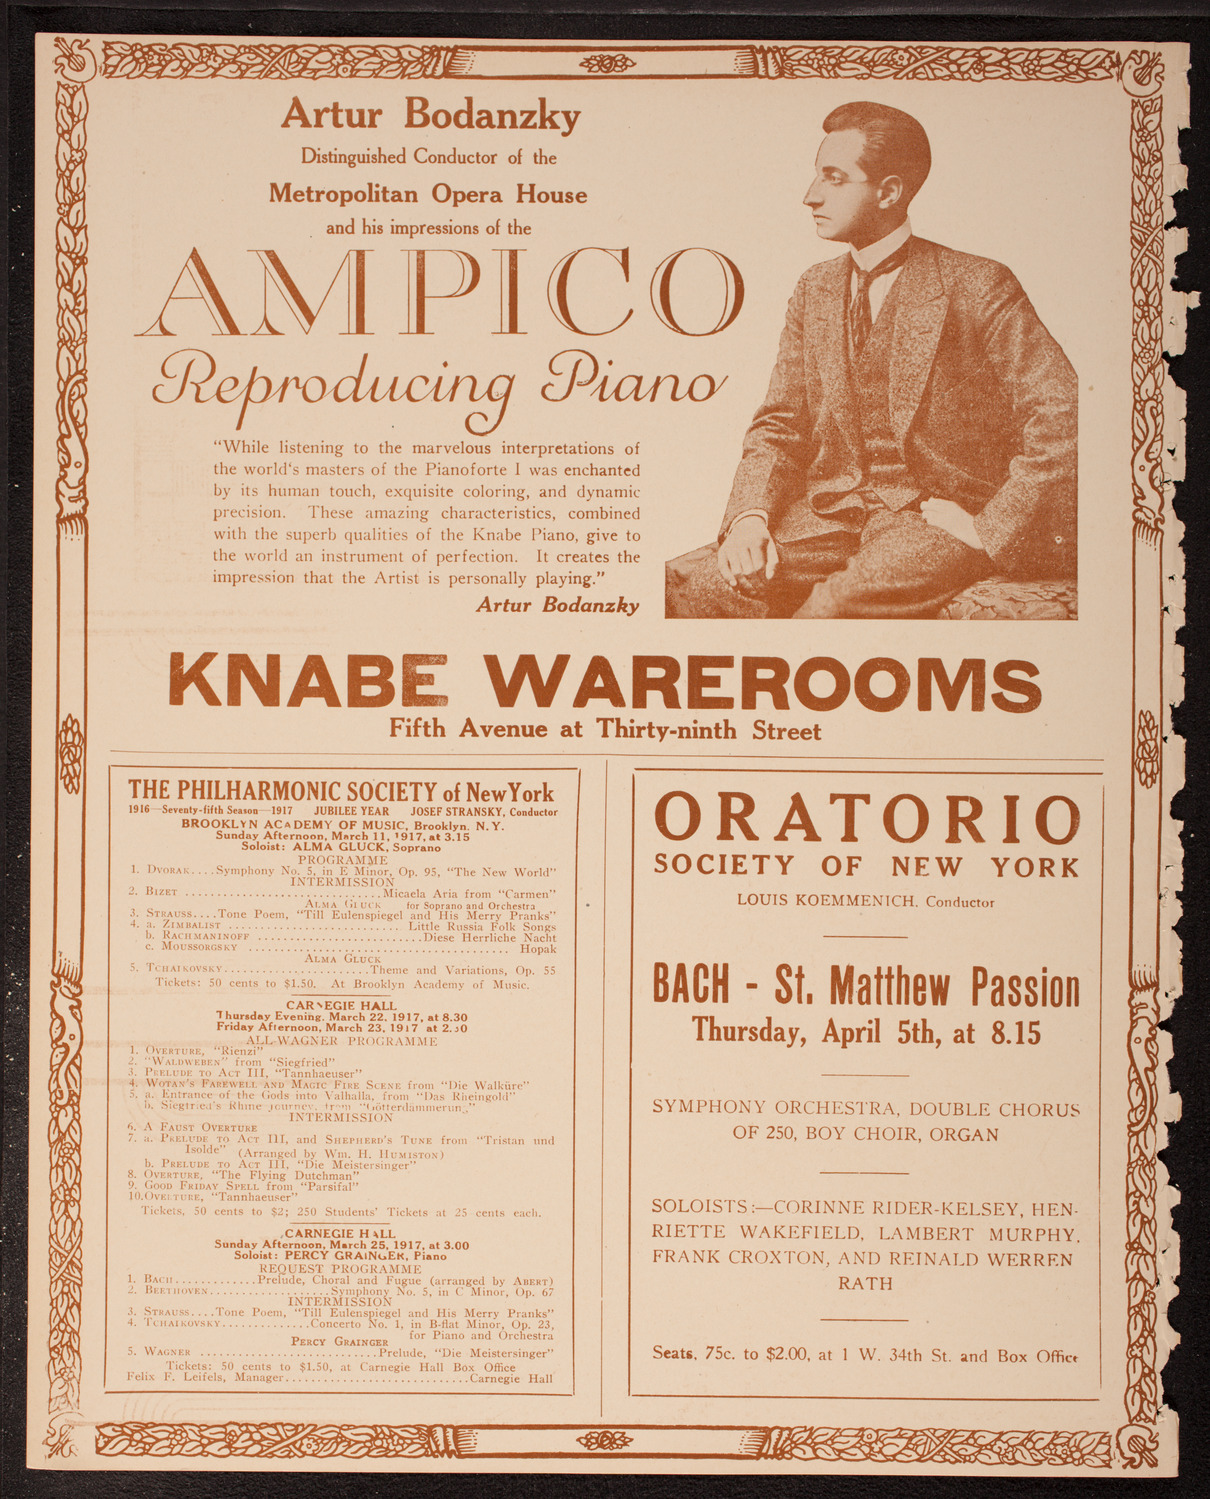 Artur Bodanzky
Distinguished Conductor of the
Metropolitan Opera House
and his impressions of the
AMPICO
Reproducing Piano
“While listening to the marvelous interpretations of
the world‘s masters of the Pianoforte I was enchanted
by its human touch, exquisite coloring, and dynamic
precision. These amazing characteristics, combined
with the superb qualities of the Knabe Piano, give to
the world an instrument of perfection. It creates the
impression that the Artist is personally playing.”
Artur Bodanzky
KNABE WAREROOMS
Fifth Avenue at Thirty-ninth Street
THE PHILHARMONIC SOCIETY of New York
1916—Seventy-fifth Season—1917 JUBILEE YEAR JOSEF STRANSKY, Conductor
BROOKLYN ACADEMY OF MUSIC, Brooklyn, N. Y.
Sunday Afternoon, March 11, 1917, at 3.15
Soloist: ALMA GLUCK, Soprano
PROGRAMME
1. DVORAK....Symphony No. 5, in E Minor, Op. 95, “The New World”
INTERMISSION
2. BIZET ..............................Micaela Aria from “Carmen”
ALMA GLUCK for Soprano and Orchestra
3. STRAUSS....Tone Poem, “Till Eulenspiegel and His Merry Pranks”
4. a. ZIMBALIST .......................... Little Russia Folk Songs
b. RACHMANINOFF .........................Diese Herrliche Nacht
c. MOUSSORGSKY ........................................ Hopak
ALMA GLUCK
5. TCHAIKOVSKY......................Theme and Variations, Op. 55
Tickets: 50 cents to $1.50. At Brooklyn Academy of Music.
CARNEGIE HALL
Thursday Evening, March 22, 1917, at 8.30
Friday Afternoon, March 23, 1917 at 2.30
ALL-WAGNER PROGRAMME
1. OVERTURE, “Rienzi”
2. “WALDWEBEN” from “Siegfried”
3. PRELUDE TO ACT III, “Tannhaeuser”
4. WOTAN'S FAREWELL AND MAGIC FIRE SCENE from “Die Walküre”
5. a. Entrance of the Gods into Valhalla, from “Das Rheingold”
b. Siegfried's Rhine journey, from “Götterdämmerung”
INTERMISSION
6. A FAUST OVERTURE
7. a. PRELUDE TO ACT III, and SHEPHERD'S TUNE from “Tristan und
Isolde” (Arranged by WM. H. HUMISTON)
b. PRELUDE TO ACT III, “Die Meistersinger”
8. OVERTURE, “The Flying Dutchman”
9. GOOD FRIDAY SPELL from “Parsifal”
10. OVERTURE, “Tannhaeuser”
Tickets, 50 cents to $2; 250 Students' Tickets at 25 cents each.
CARNEGIE HALL
Sunday Afternoon, March 25, 1917, at 3.00
Soloist: PERCY GRAINGER, Piano
REQUEST PROGRAMME
1. BACH............Prelude, Choral and Fugue (arranged by ABERT)
2. BEETHOVEN..................Symphony No. 5, in C Minor, Op. 67
INTERMISSION
3. STRAUSS....Tone Poem, “Till Eulenspiegel and His Merry Pranks”
4. TCHAIKOVSKY.............Concerto No. 1, in B-flat Minor, Op. 23,
for Piano and Orchestra
PERCY GRAINGER
5. WAGNER ...........................Prelude, “Die Meistersinger”
Tickets: 50 cents to $1.50, at Carnegie Hall Box Office
Felix F. Leifels, Manager............................Carnegie Hall
ORATORIO
SOCIETY OF NEW YORK
LOUIS KOEMMENICH, Conductor
BACH - St. Matthew Passion
Thursday, April 5th, at 8.15
SYMPHONY ORCHESTRA, DOUBLE CHORUS
OF 250, BOY CHOIR, ORGAN
SOLOISTS:—CORINNE RIDER-KELSEY, HEN-
RIETTE WAKEFIELD, LAMBERT MURPHY,
FRANK CROXTON, AND REINALD WERREN
RATH
Seats, 75c. to $2.00, at 1 W. 34th St. and Box Office